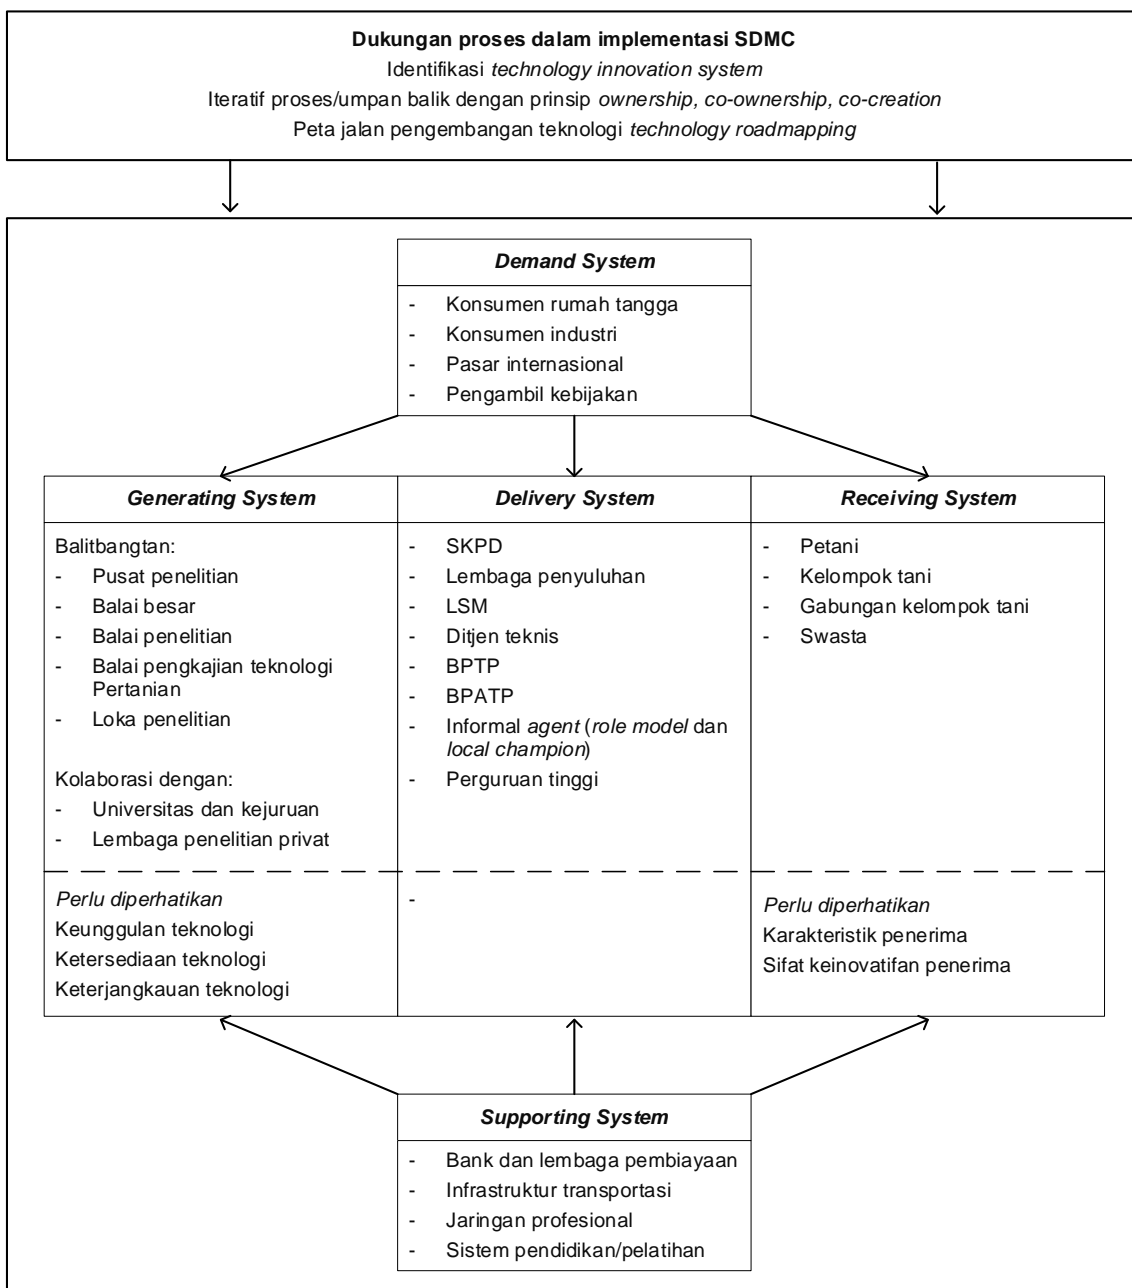 Dukungan proses dalam implementasi SDMC
Identifikasi technology innovation system
Iteratif proses/umpan balik dengan prinsip ownership, co-ownership, co-creation
Peta jalan pengembangan teknologi technology roadmapping
Demand System
- Konsumen rumah tangga
- Konsumen industri
- Pasar internasional
- Pengambil kebijakan
Generating System
Balitbangtan:
- Pusat penelitian
- Balai besar
- Balai penelitian
- Balai pengkajian teknologi
Pertanian
- Loka penelitian
Kolaborasi dengan:
- Universitas dan kejuruan
- Lembaga penelitian privat
Perlu diperhatikan
Keunggulan teknologi
Ketersediaan teknologi
Keterjangkauan teknologi
Delivery System
- SKPD
- Lembaga penyuluhan
- LSM
- Ditjen teknis
- BPTP
- BPATP
- Informal agent (role model dan
local champion)
- Perguruan tinggi
-
Receiving System
- Petani
- Kelompok tani
- Gabungan kelompok tani
- Swasta
Perlu diperhatikan
Karakteristik penerima
Sifat keinovatifan penerima
Supporting System
- Bank dan lembaga pembiayaan
- Infrastruktur transportasi
- Jaringan profesional
- Sistem pendidikan/pelatihan